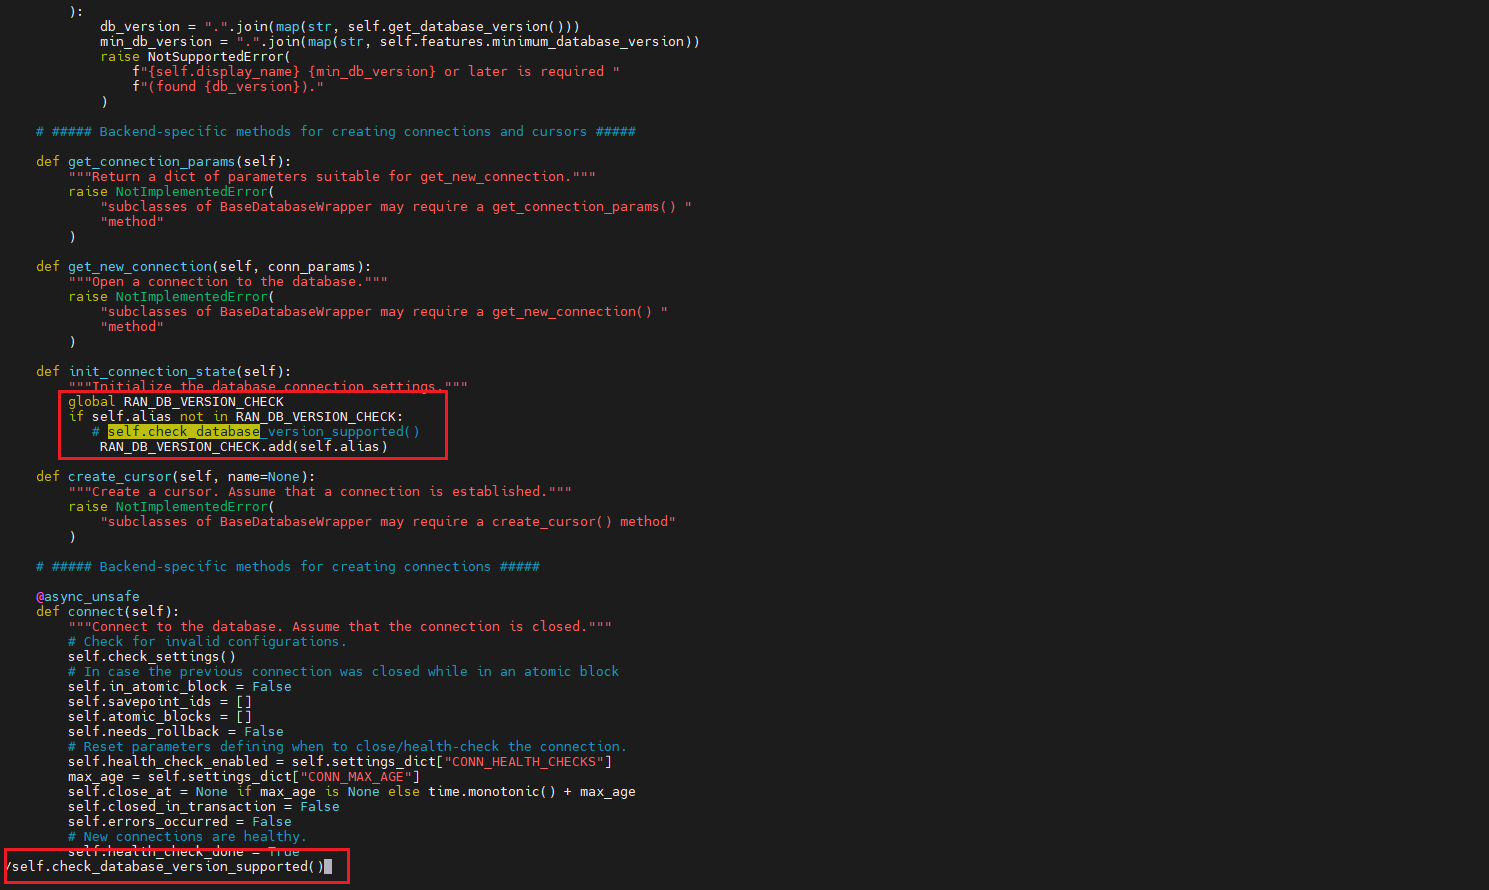 ):
            db_version = ".".join(map(str, self.get_database_version()))
            min_db_version = ".".join(map(str, self.features.minimum_database_version))
            raise NotSupportedError(
                f"{self.display_name} {min_db_version} or later is required "
                f"(found {db_version})."
            )

    # ##### Backend-specific methods for creating connections and cursors #####

    def get_connection_params(self):
        """Return a dict of parameters suitable for get_new_connection."""
        raise NotImplementedError(
            "subclasses of BaseDatabaseWrapper may require a get_connection_params() "
            "method"
        )

    def get_new_connection(self, conn_params):
        """Open a connection to the database."""
        raise NotImplementedError(
            "subclasses of BaseDatabaseWrapper may require a get_new_connection() "
            "method"
        )

    def init_connection_state(self):
        """Initialize the database connection settings."""
        global RAN_DB_VERSION_CHECK
        if self.alias not in RAN_DB_VERSION_CHECK:
           # self.check_database_version_supported()
            RAN_DB_VERSION_CHECK.add(self.alias)

    def create_cursor(self, name=None):
        """Create a cursor. Assume that a connection is established."""
        raise NotImplementedError(
            "subclasses of BaseDatabaseWrapper may require a create_cursor() method"
        )

    # ##### Backend-specific methods for creating connections #####

    @async_unsafe
    def connect(self):
        """Connect to the database. Assume that the connection is closed."""
        # Check for invalid configurations.
        self.check_settings()
        # In case the previous connection was closed while in an atomic block
        self.in_atomic_block = False
        self.savepoint_ids = []
        self.atomic_blocks = []
        self.needs_rollback = False
        # Reset parameters defining when to close/health-check the connection.
        self.health_check_enabled = self.settings_dict["CONN_HEALTH_CHECKS"]
        max_age = self.settings_dict["CONN_MAX_AGE"]
        self.close_at = None if max_age is None else time.monotonic() + max_age
        self.closed_in_transaction = False
        self.errors_occurred = False
        # New connections are healthy.
        self.health_check_done = True
/self.check_database_version_supported()